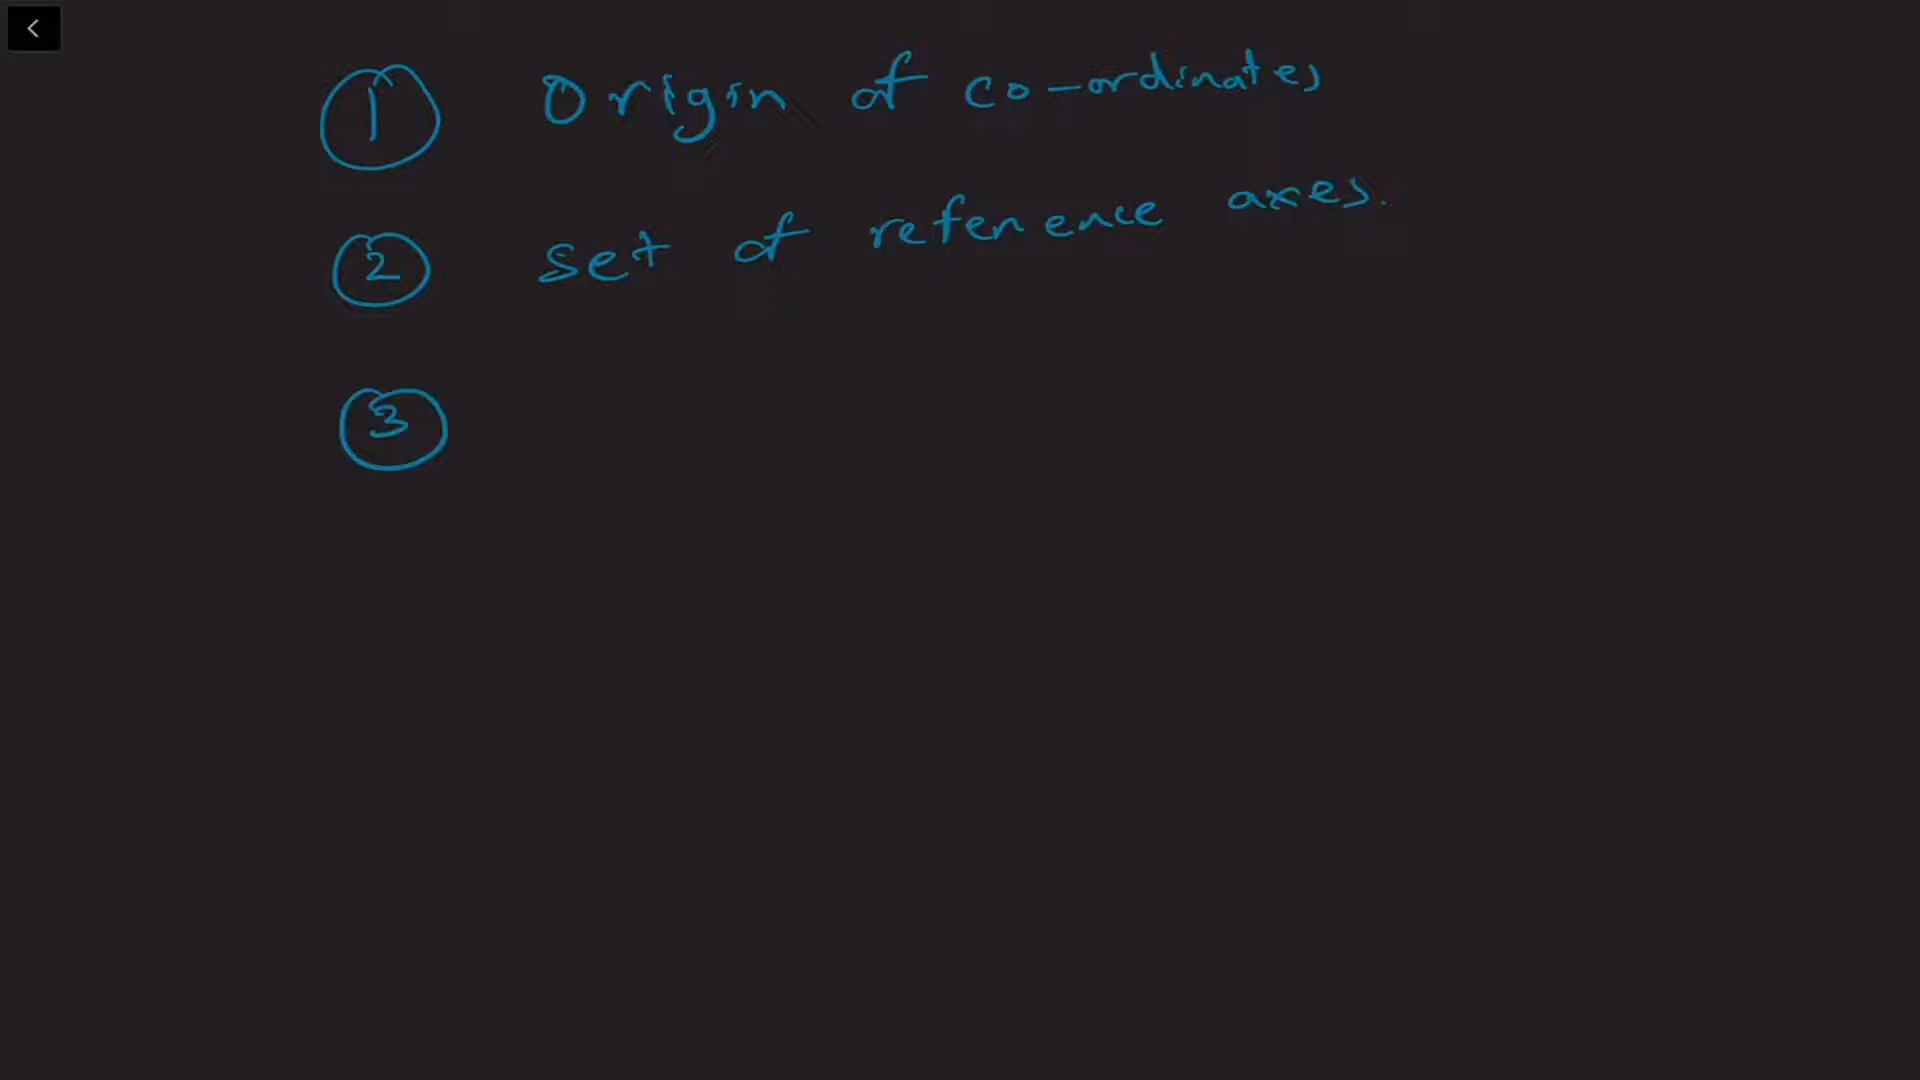 1 Origin of co-ordinates
2 Set of reference axes.
3